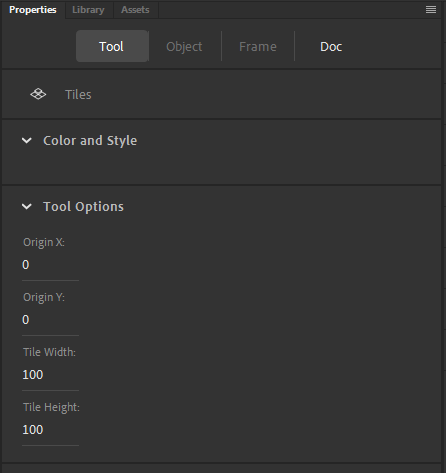 Properties Library Assets
Tool Object Frame Doc
Tiles
Color and Style
Tool Options
Origin X:
0
Origin Y:
0
Tile Width:
100
Tile Height:
100